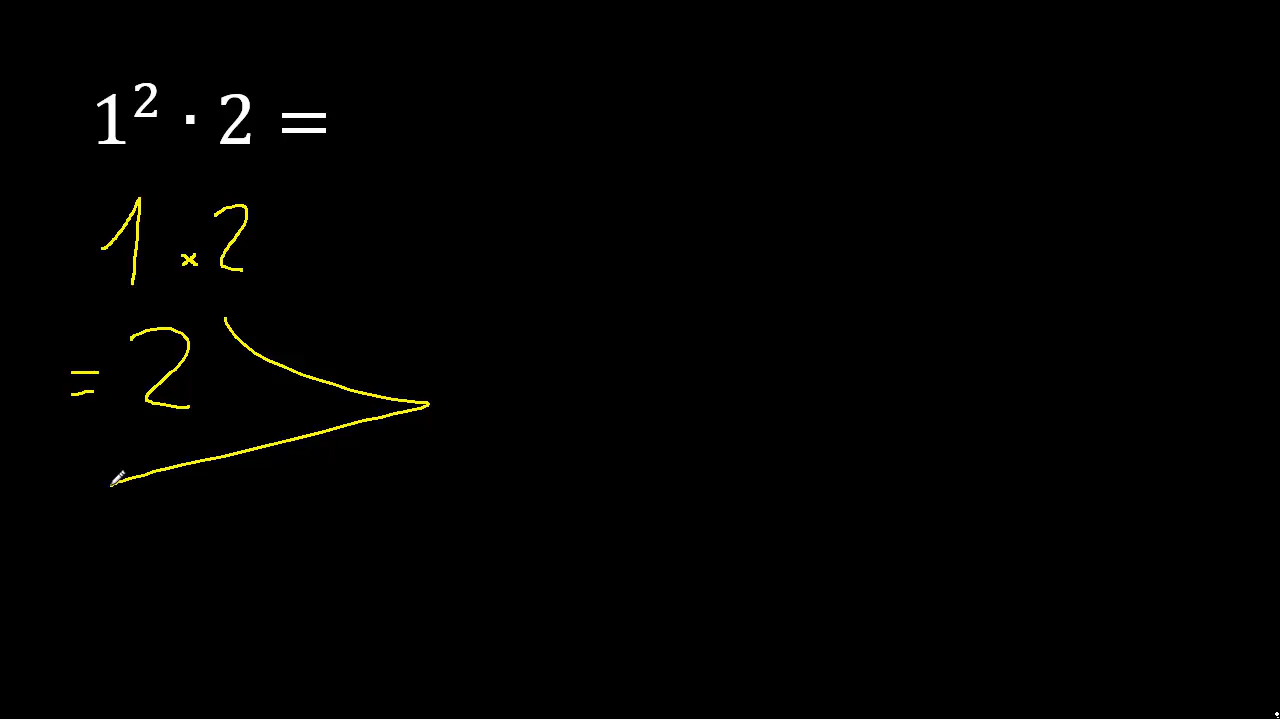 1² · 2 =
1 × 2
= 2